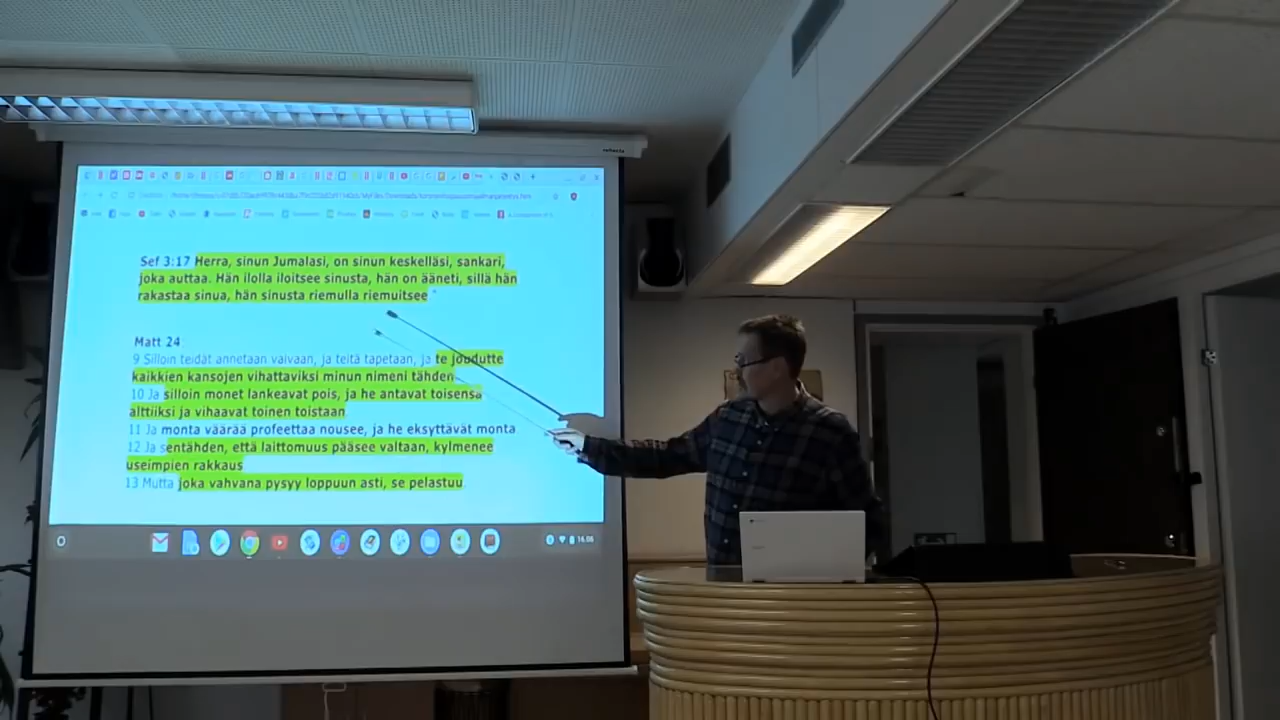 reflecta
Sef 3:17 Herra, sinun Jumalasi, on sinun keskelläsi, sankari,
joka auttaa. Hän ilolla iloitsee sinusta, hän on ääneti, sillä hän
rakastaa sinua, hän sinusta riemulla riemuitsee "
Matt 24:
9 Silloin teidät annetaan vaivaan, ja teitä tapetaan, ja te joudutte
kaikkien kansojen vihattaviksi minun nimeni tähden
10 Ja silloin monet lankeavat pois, ja he antavat toisensa
alttiiksi ja vihaavat toinen toistaan
11 Ja monta väärää profeettaa nousee, ja he eksyttävät monta
12 Ja sentähden, että laittomuus pääsee valtaan, kylmenee
useimpien rakkaus
13 Mutta joka vahvana pysyy loppuun asti, se pelastuu.
16.06